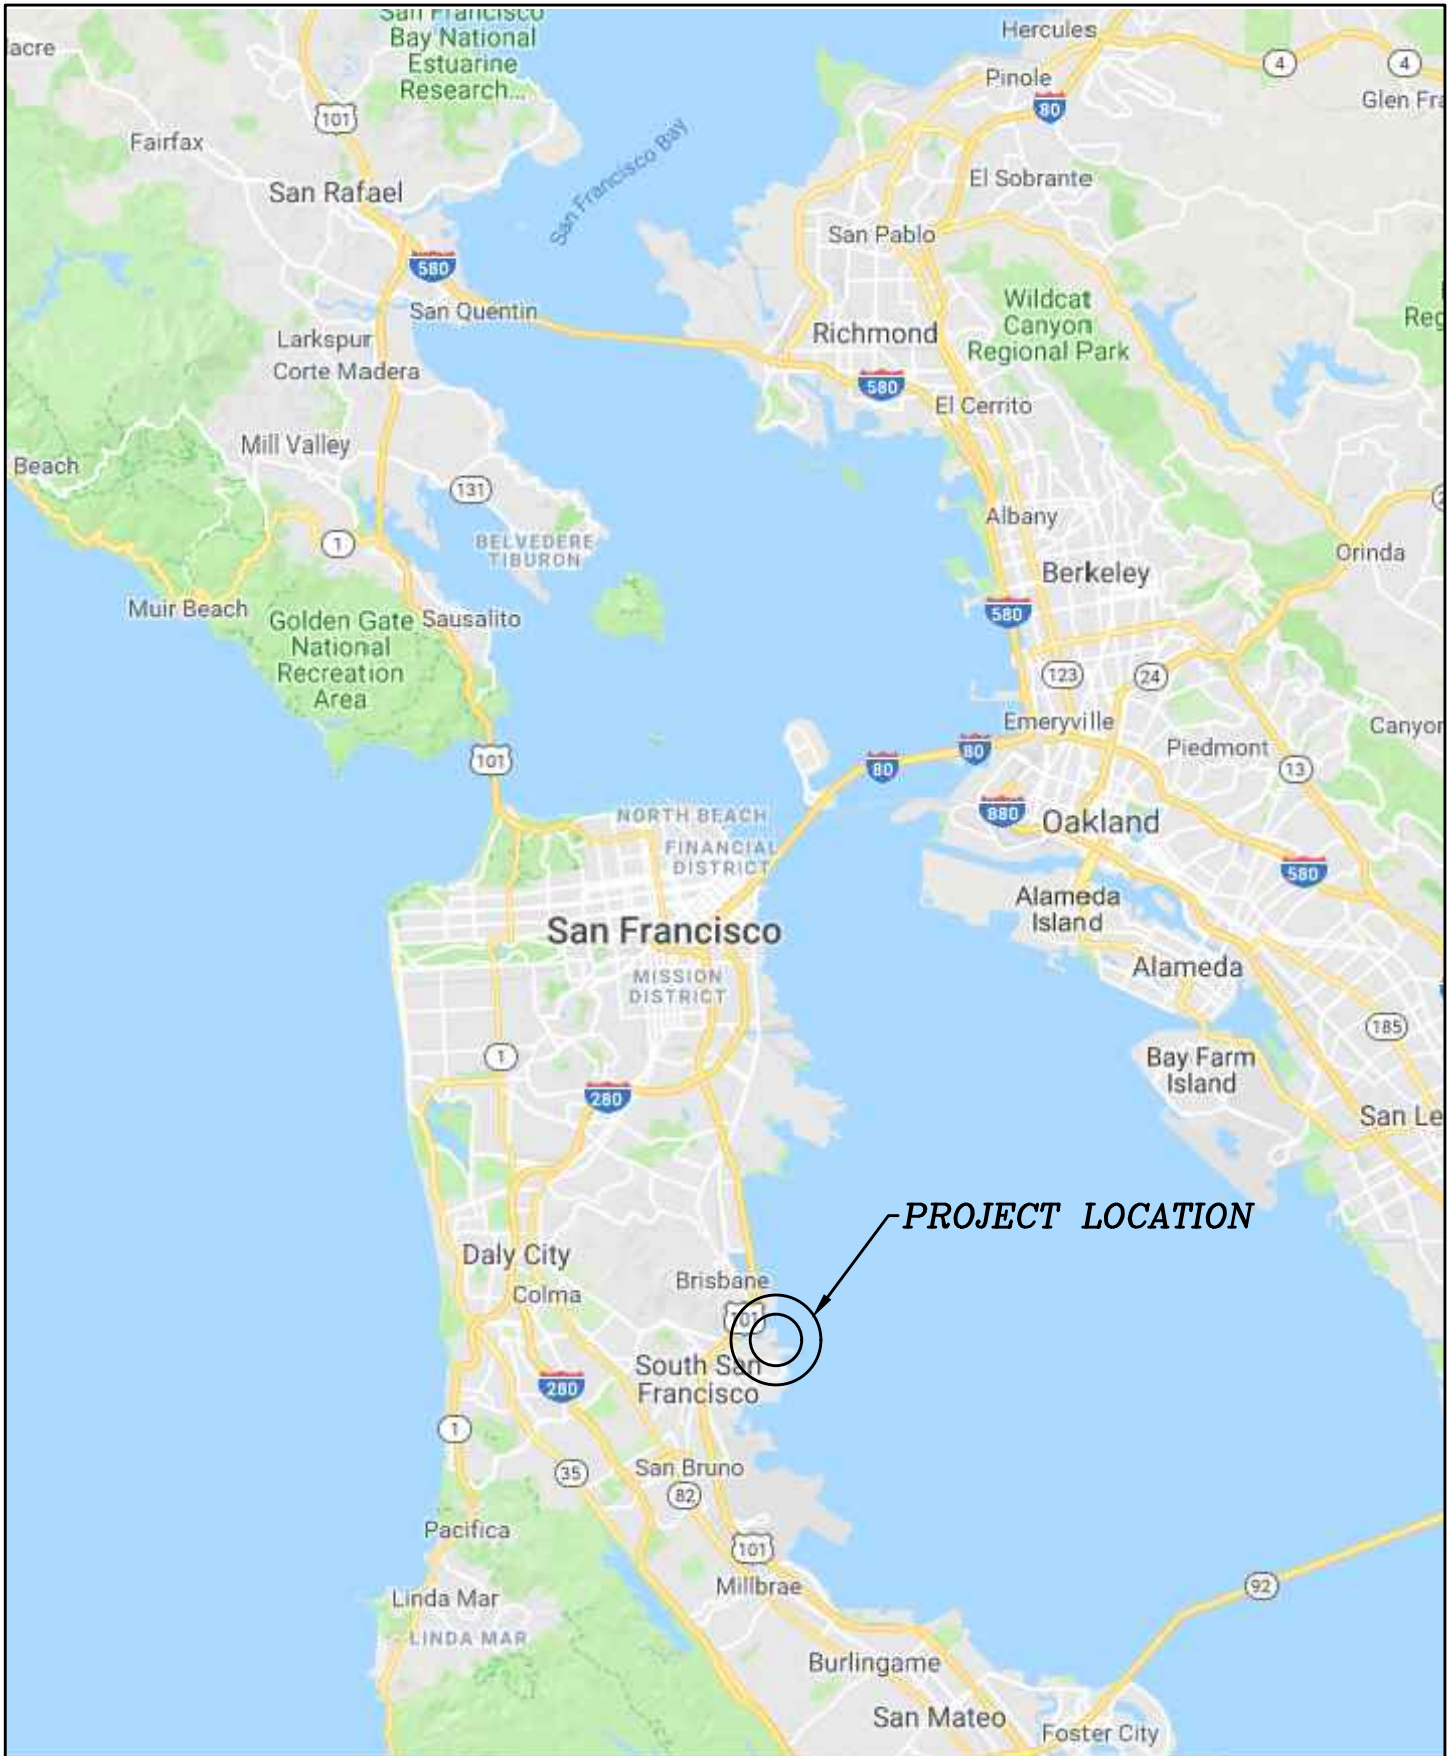 San Francisco
Bay National
Estuarine
Research...
Hercules
acre
Pinole
4
4
80
Glen Fra
101
Fairfax
San Francisco Bay
San Rafael
El Sobrante
San Pablo
580
San Quentin
Wildcat
Canyon
Regional Park
Reg
Richmond
Larkspur
Corte Madera
580
El Cerrito
Mill Valley
Beach
131
Albany
1
BELVEDERE
TIBURON
Orinda
Berkeley
Muir Beach
Golden Gate
National
Recreation
Area
Sausalito
580
123
24
Emeryville
Canyon
Piedmont
101
80
80
13
NORTH BEACH
880
Oakland
FINANCIAL
DISTRICT
580
Alameda
Island
San Francisco
Alameda
MISSION
DISTRICT
185
1
Bay Farm
Island
280
San Le
PROJECT LOCATION
Daly City
Brisbane
Colma
101
South San
Francisco
280
1
35
San Bruno
82
Pacifica
101
Millbrae
92
Linda Mar
LINDA MAR
Burlingame
San Mateo
Foster City